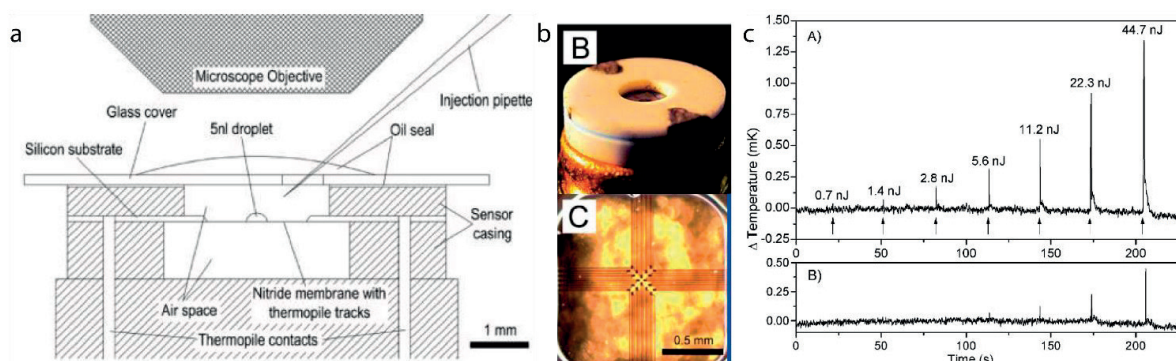 a
Microscope Objective
Injection pipette
Glass cover
5nl droplet
Oil seal
Silicon substrate
Sensor
casing
Air space
Nitride membrane with
thermopile tracks
Thermopile contacts
1 mm
b
B
C
0.5 mm
c
A)
Δ Temperature (mK)
1.50
1.25
1.00
0.75
0.50
0.25
0.00
-0.25
0.7 nJ
1.4 nJ
2.8 nJ
5.6 nJ
11.2 nJ
22.3 nJ
44.7 nJ
0
50
100
150
200
B)
0.50
0.25
0.00
0
50
100
150
200
Time (s)